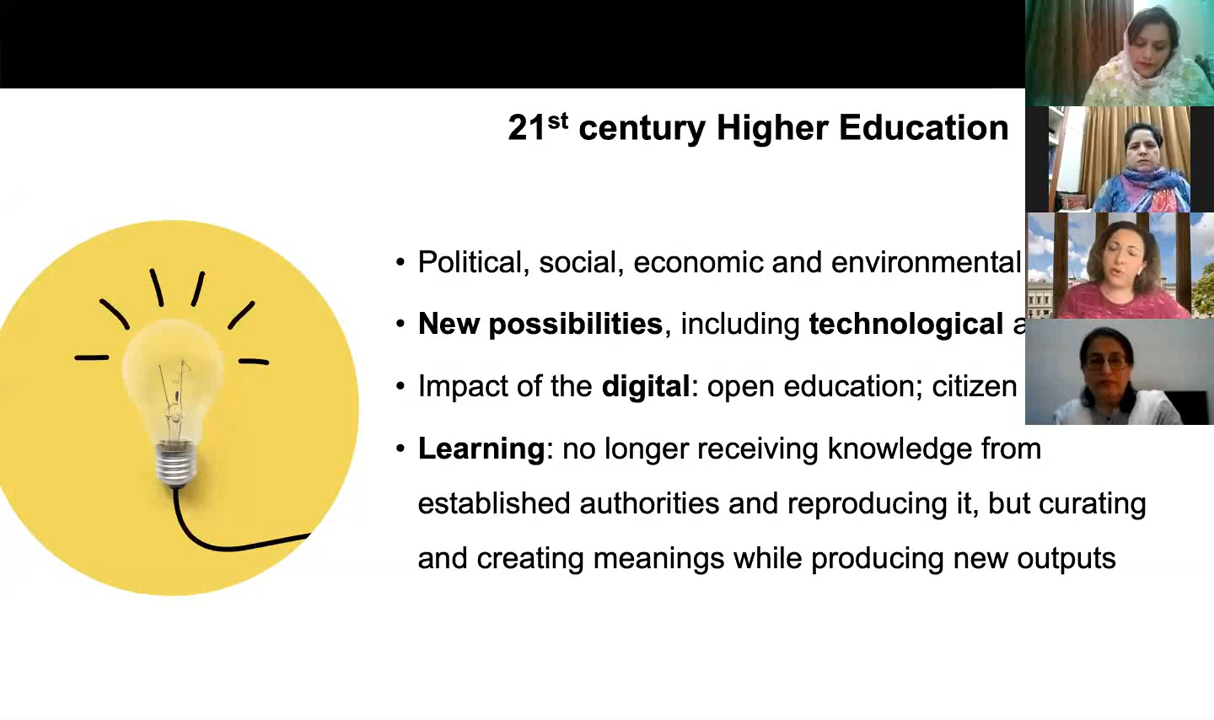 21st century Higher Education
• Political, social, economic and environmental
• New possibilities, including technological
• Impact of the digital: open education; citizen
• Learning: no longer receiving knowledge from
established authorities and reproducing it, but curating
and creating meanings while producing new outputs